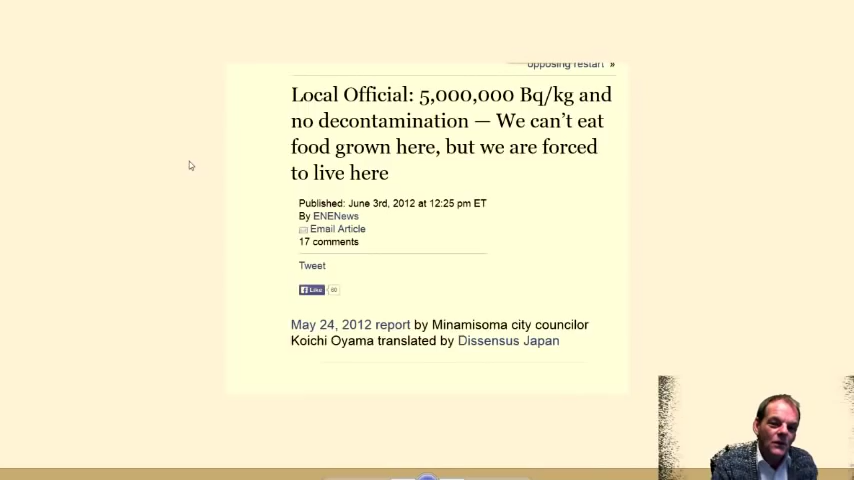 opposing restart »
Local Official: 5,000,000 Bq/kg and
no decontamination — We can't eat
food grown here, but we are forced
to live here
Published: June 3rd, 2012 at 12:25 pm ET
By ENENews
Email Article
17 comments
Tweet
Like 60
May 24, 2012 report by Minamisoma city councilor
Koichi Oyama translated by Dissensus Japan